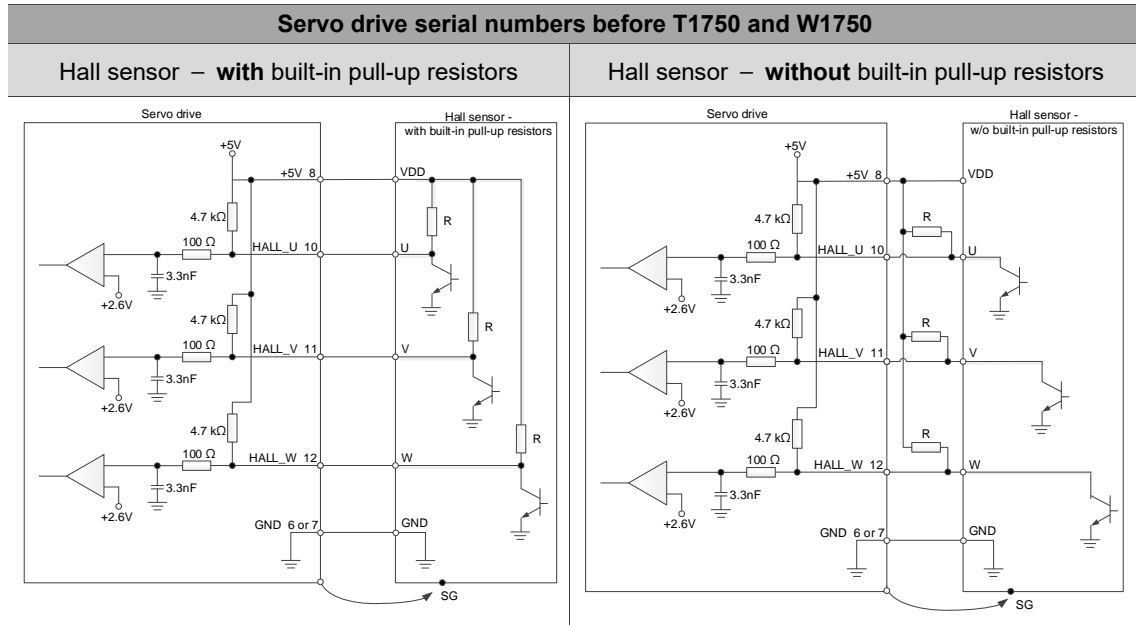 Servo drive serial numbers before T1750 and W1750
Hall sensor – with built-in pull-up resistors
Hall sensor – without built-in pull-up resistors
Servo drive
Hall sensor -
with built-in pull-up resistors
+5V
+5V 8
VDD
4.7 kΩ
R
100 Ω
HALL_U 10
U
3.3nF
+2.6V
4.7 kΩ
R
100 Ω
HALL_V 11
V
3.3nF
+2.6V
4.7 kΩ
R
100 Ω
HALL_W 12
W
3.3nF
+2.6V
GND 6 or 7
GND
SG
Servo drive
Hall sensor -
w/o built-in pull-up resistors
+5V
+5V 8
VDD
4.7 kΩ
R
100 Ω
HALL_U 10
U
3.3nF
+2.6V
4.7 kΩ
R
100 Ω
HALL_V 11
V
3.3nF
+2.6V
4.7 kΩ
R
100 Ω
HALL_W 12
W
3.3nF
+2.6V
GND 6 or 7
GND
SG